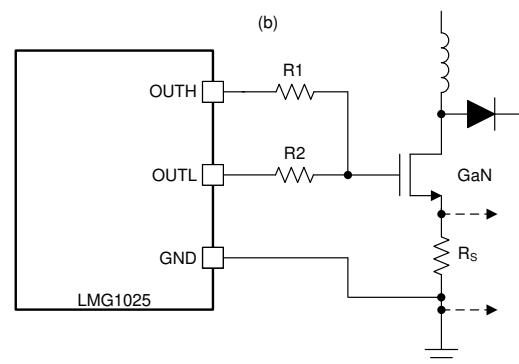 (b)
R1
OUTH
R2
OUTL
GaN
GND
RS
LMG1025